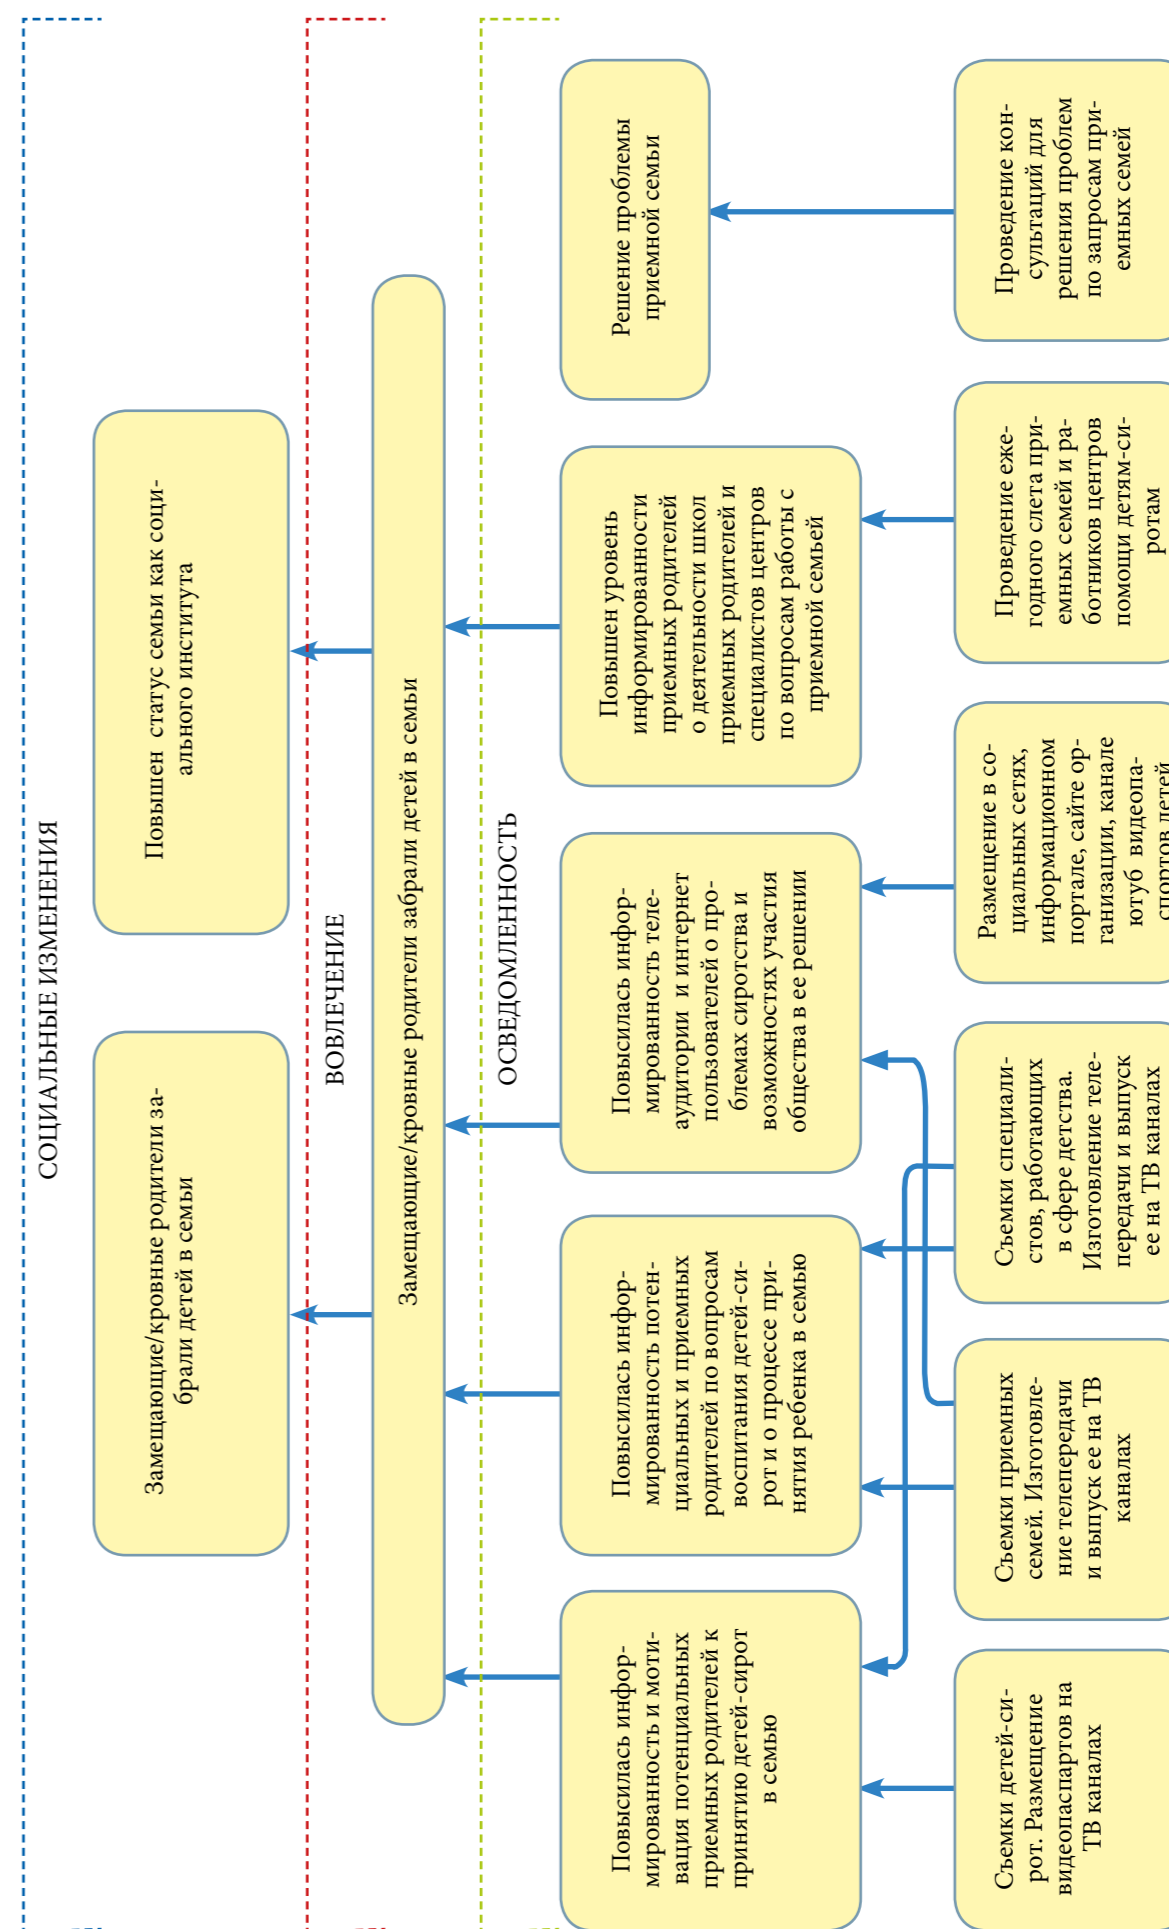 СОЦИАЛЬНЫЕ ИЗМЕНЕНИЯ
Замещающие/кровные родители за-
брали детей в семьи
Повышен статус семьи как соци-
ального института
ВОВЛЕЧЕНИЕ
Замещающие/кровные родители забрали детей в семьи
ОСВЕДОМЛЕННОСТЬ
Повысилась инфор-
мированность и моти-
вация потенциальных
приемных родителей к
принятию детей-сирот
в семью
Повысилась инфор-
мированность потен-
циальных и приемных
родителей по вопросам
воспитания детей-си-
рот и о процессе при-
нятия ребенка в семью
Повысилась инфор-
мированность теле-
аудитории и интернет
пользователей о про-
блемах сиротства и
возможностях участия
общества в ее решении
Повышен уровень
информированности
приемных родителей
о деятельности школ
приемных родителей и
специалистов центров
по вопросам работы с
приемной семьей
Решение проблемы
приемной семьи
Съемки детей-си-
рот. Размещение
видеопаспартов на
ТВ каналах
Съемки приемных
семей. Изготовле-
ние телепередачи
и выпуск ее на ТВ
каналах
Съемки специали-
стов, работающих
в сфере детства.
Изготовление теле-
передачи и выпуск
ее на ТВ каналах
Размещение в со-
циальных сетях,
информационном
портале, сайте ор-
ганизации, канале
ютуб видеопа-
спортов детей
Проведение еже-
годного слета при-
емных семей и ра-
ботников центров
помощи детям-си-
ротам
Проведение кон-
сультаций для
решения проблем
по запросам при-
емных семей